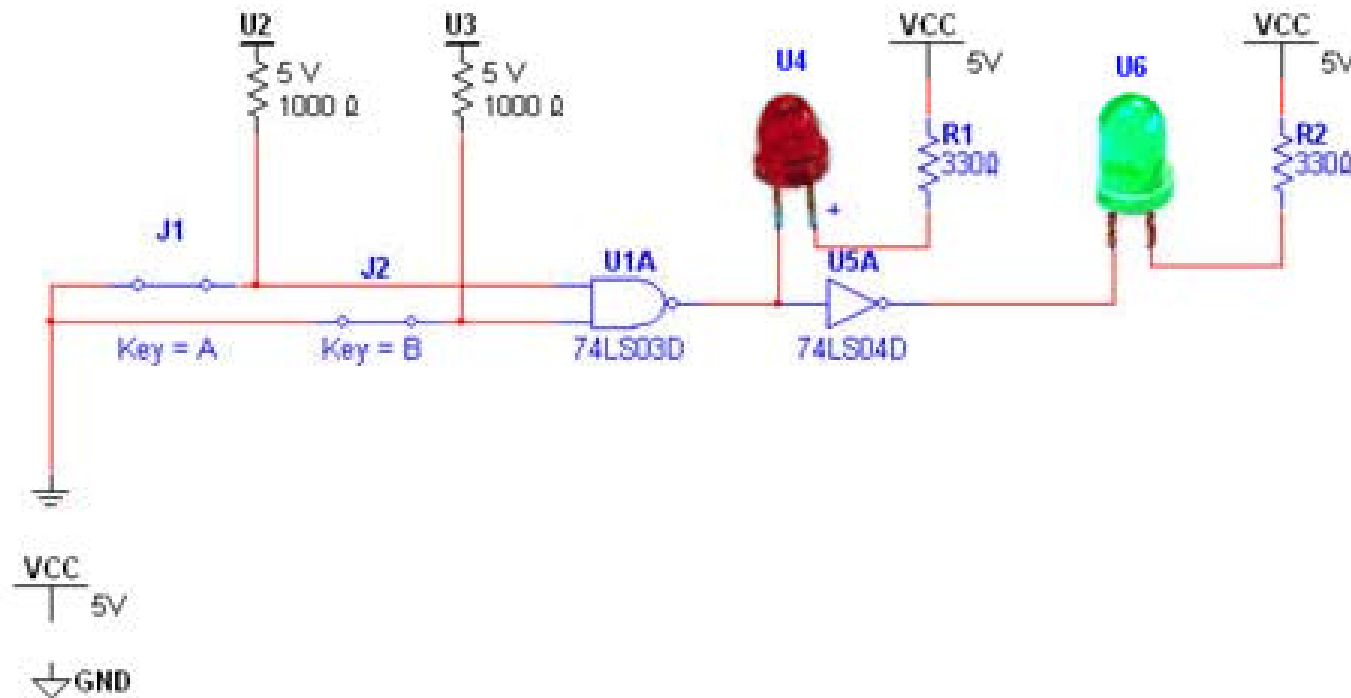 U2
5 V
1000 Ω
U3
5 V
1000 Ω
U4
VCC
5V
R1
330Ω
U6
VCC
5V
R2
330Ω
J1
Key = A
J2
Key = B
U1A
74LS03D
+
U5A
74LS04D
VCC
5V
GND